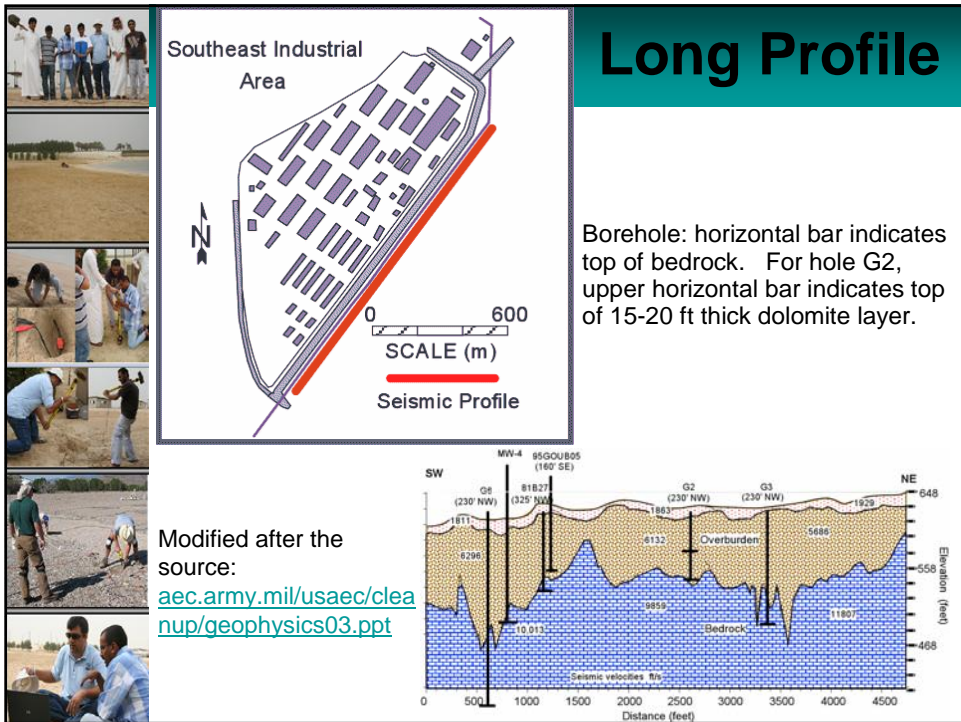 Long Profile
Southeast Industrial
Area
N
0 600
SCALE (m)
Seismic Profile
Borehole: horizontal bar indicates
top of bedrock. For hole G2,
upper horizontal bar indicates top
of 15-20 ft thick dolomite layer.
Modified after the
source:
aec.army.mil/usaec/clea
nup/geophysics03.ppt
MW-4
95GOUB05
(160' SE)
SW
G6
(230' NW)
81B27
(325' NW)
G2
(230' NW)
G3
(230' NW)
NE
648
1811
1863
1929
6296
6132
Overburden
5686
558
9859
11807
10,013
Bedrock
468
Seismic velocities ft/s
Elevation (feet)
0 500 1000 1500 2000 2500 3000 3500 4000 4500
Distance (feet)